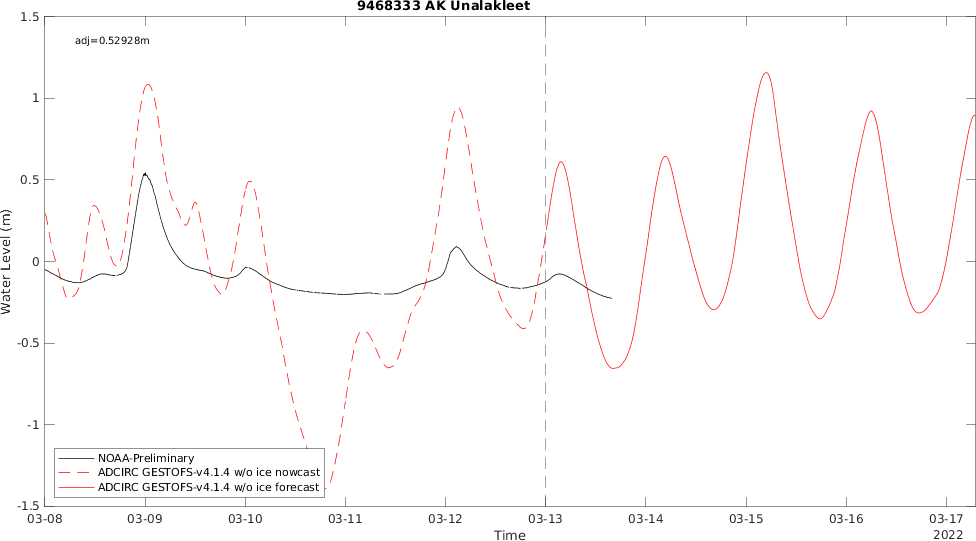 9468333 AK Unalakleet
adj=0.52928m
1.5
1
0.5
0
-0.5
-1
-1.5
Water Level (m)
NOAA-Preliminary
ADCIRC GESTOFS-v4.1.4 w/o ice nowcast
ADCIRC GESTOFS-v4.1.4 w/o ice forecast
03-08 03-09 03-10 03-11 03-12 03-13 03-14 03-15 03-16 03-17
Time
2022